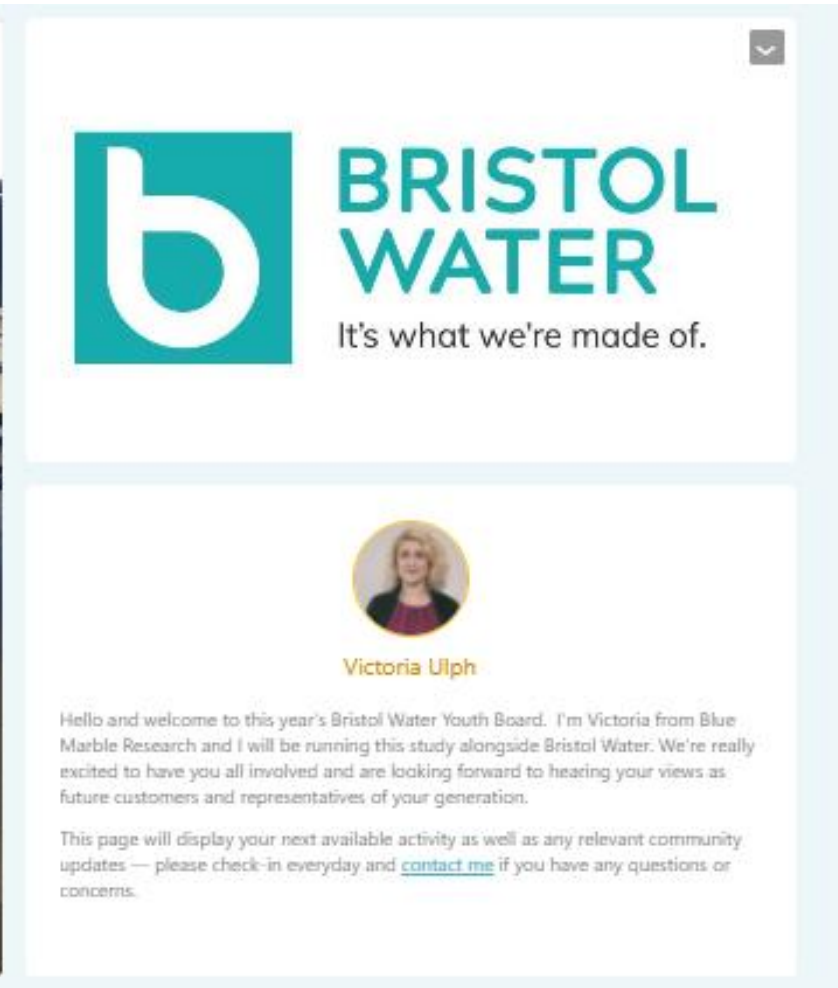 BRISTOL
WATER
It's what we're made of.
Victoria Ulph
Hello and welcome to this year's Bristol Water Youth Board. I'm Victoria from Blue
Marble Research and I will be running this study alongside Bristol Water. We're really
excited to have you all involved and are looking forward to hearing your views as
future customers and representatives of your generation.
This page will display your next available activity as well as any relevant community
updates — please check-in everyday and contact me if you have any questions or
concerns.